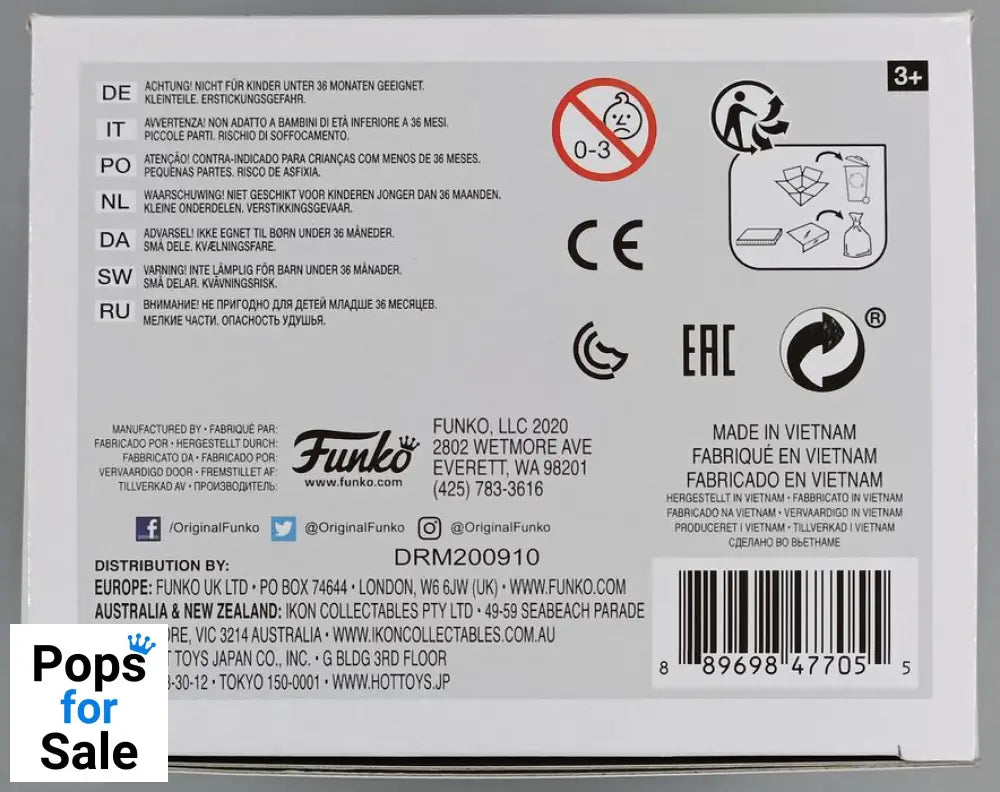 3+
DE ACHTUNG! NICHT FÜR KINDER UNTER 36 MONATEN GEEIGNET.
KLEINTEILE. ERSTICKUNGSGEFAHR.
IT AVVERTENZA! NON ADATTO A BAMBINI DI ETÀ INFERIORE A 36 MESI.
PICCOLE PARTI. RISCHIO DI SOFFOCAMENTO.
PO ATENÇÃO! CONTRA-INDICADO PARA CRIANÇAS COM MENOS DE 36 MESES.
PEQUENAS PARTES. RISCO DE ASFIXIA.
NL WAARSCHUWING! NIET GESCHIKT VOOR KINDEREN JONGER DAN 36 MAANDEN.
KLEINE ONDERDELEN. VERSTIKKINGSGEVAAR.
DA ADVARSEL! IKKE EGNET TIL BØRN UNDER 36 MÅNEDER.
SMÅ DELE. KVÆLNINGSFARE.
SW VARNING! INTE LÄMPLIG FÖR BARN UNDER 36 MÅNADER.
SMÅ DELAR. KVÄVNINGSRISK.
RU ВНИМАНИЕ! НЕ ПРИГОДНО ДЛЯ ДЕТЕЙ МЛАДШЕ 36 МЕСЯЦЕВ.
МЕЛКИЕ ЧАСТИ. ОПАСНОСТЬ УДУШЬЯ.
0-3
CE
EAC
®
MANUFACTURED BY • FABRIQUÉ PAR:
FABRICADO POR • HERGESTELLT DURCH:
FABBRICATO DA • FABRICADO POR:
VERVAARDIGD DOOR • FREMSTILLET AF:
TILLVERKAD AV • ПРОИЗВОДИТЕЛЬ:
Funko
www.funko.com
FUNKO, LLC 2020
2802 WETMORE AVE
EVERETT, WA 98201
(425) 783-3616
/OriginalFunko @OriginalFunko @OriginalFunko
DRM200910
DISTRIBUTION BY:
EUROPE: FUNKO UK LTD • PO BOX 74644 • LONDON, W6 6JW (UK) • WWW.FUNKO.COM
AUSTRALIA & NEW ZEALAND: IKON COLLECTABLES PTY LTD • 49-59 SEABEACH PARADE
RE, VIC 3214 AUSTRALIA • WWW.IKONCOLLECTABLES.COM.AU
T TOYS JAPAN CO., INC. • G BLDG 3RD FLOOR
3-30-12 • TOKYO 150-0001 • WWW.HOTTOYS.JP
MADE IN VIETNAM
FABRIQUÉ EN VIETNAM
FABRICADO EN VIETNAM
HERGESTELLT IN VIETNAM • FABBRICATO IN VIETNAM
FABRICADO NA VIETNAM • VERVAARDIGD IN VIETNAM
PRODUCERET I VIETNAM • TILLVERKAD I VIETNAM
СДЕЛАНО ВО ВЬЕТНАМЕ
8 89698 47705 5
Pops
for
Sale